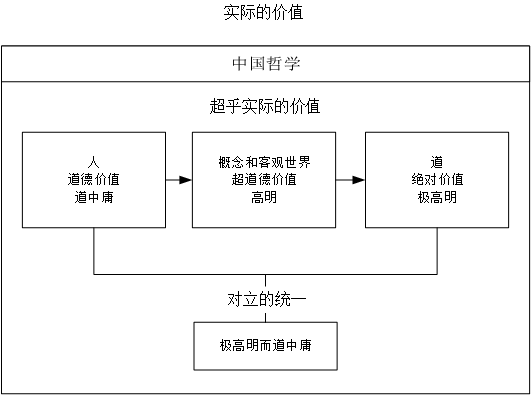 实际的价值
中国哲学
超乎实际的价值
人
道德价值
道中庸
概念和客观世界
超道德价值
高明
道
绝对价值
极高明
对立的统一
极高明而道中庸